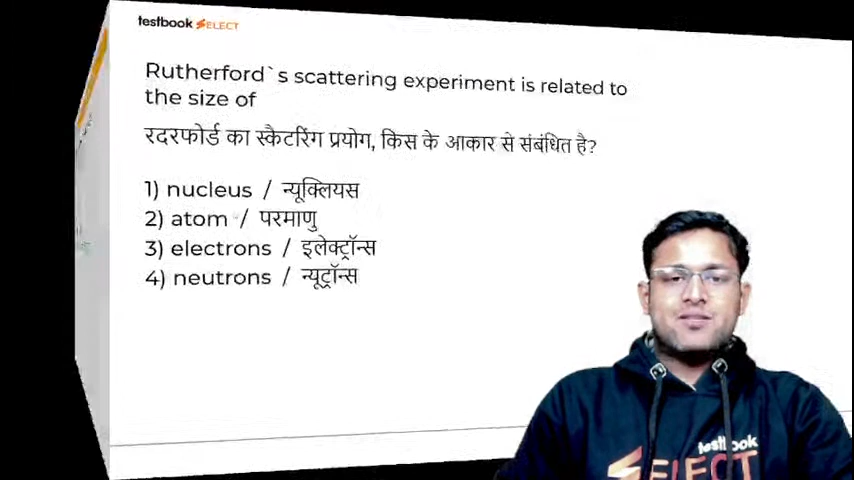 testbook SELECT
Rutherford`s scattering experiment is related to
the size of
रदरफोर्ड का स्कैटरिंग प्रयोग, किस के आकार से संबंधित है?
1) nucleus / न्यूक्लियस
2) atom / परमाणु
3) electrons / इलेक्ट्रॉन्स
4) neutrons / न्यूट्रॉन्स
testbook
SELECT